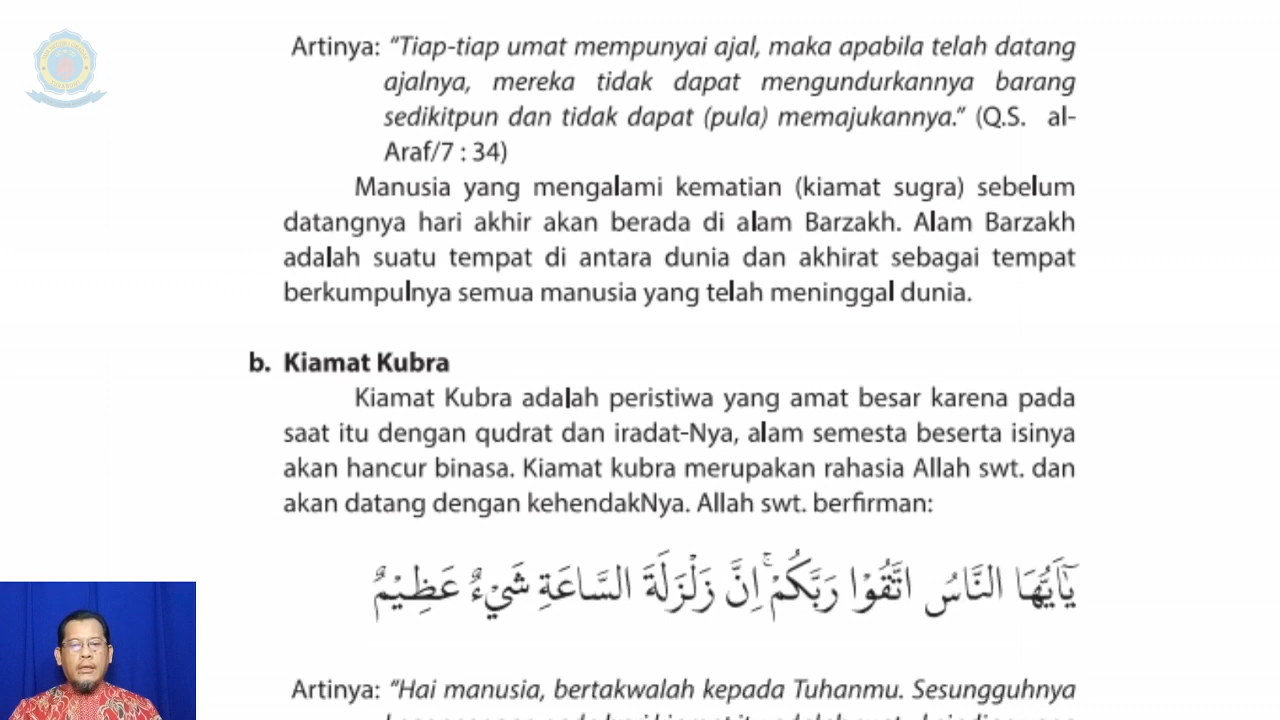 Artinya: “Tiap-tiap umat mempunyai ajal, maka apabila telah datang
ajalnya, mereka tidak dapat mengundurkannya barang
sedikitpun dan tidak dapat (pula) memajukannya.” (Q.S. al-
Araf/7 : 34)
Manusia yang mengalami kematian (kiamat sugra) sebelum
datangnya hari akhir akan berada di alam Barzakh. Alam Barzakh
adalah suatu tempat di antara dunia dan akhirat sebagai tempat
berkumpulnya semua manusia yang telah meninggal dunia.
b. Kiamat Kubra
Kiamat Kubra adalah peristiwa yang amat besar karena pada
saat itu dengan qudrat dan iradat-Nya, alam semesta beserta isinya
akan hancur binasa. Kiamat kubra merupakan rahasia Allah swt. dan
akan datang dengan kehendakNya. Allah swt. berfirman:
يٰٓاَيُّهَا النَّاسُ اتَّقُوْا رَبَّكُمْۚ اِنَّ زَلْزَلَةَ السَّاعَةِ شَيْءٌ عَظِيْمٌ
Artinya: “Hai manusia, bertakwalah kepada Tuhanmu. Sesungguhnya